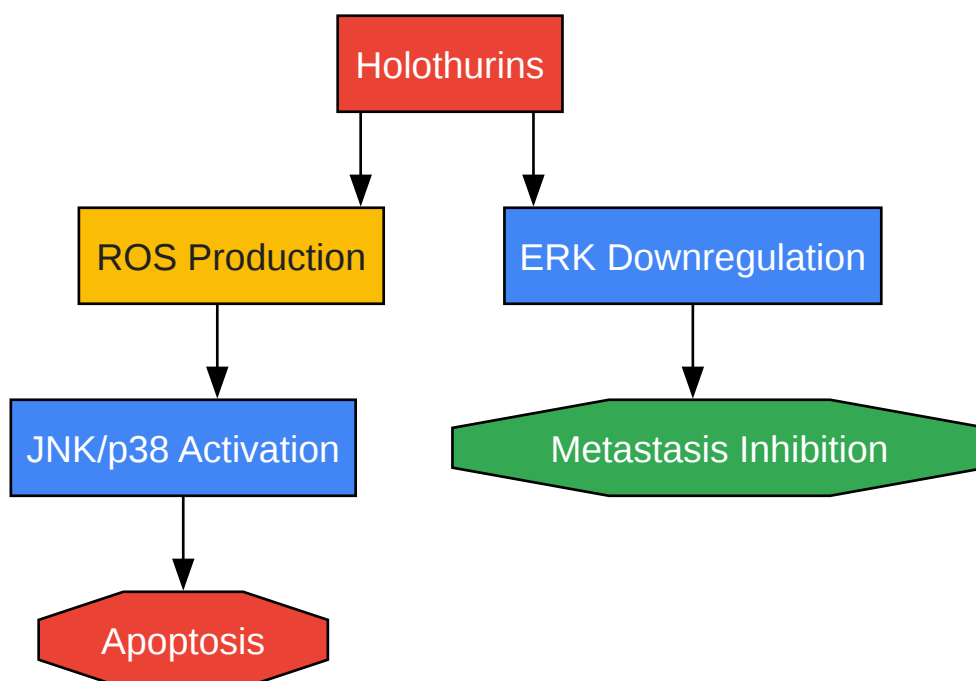 Holothurins
ROS Production
ERK Downregulation
JNK/p38 Activation
Metastasis Inhibition
Apoptosis